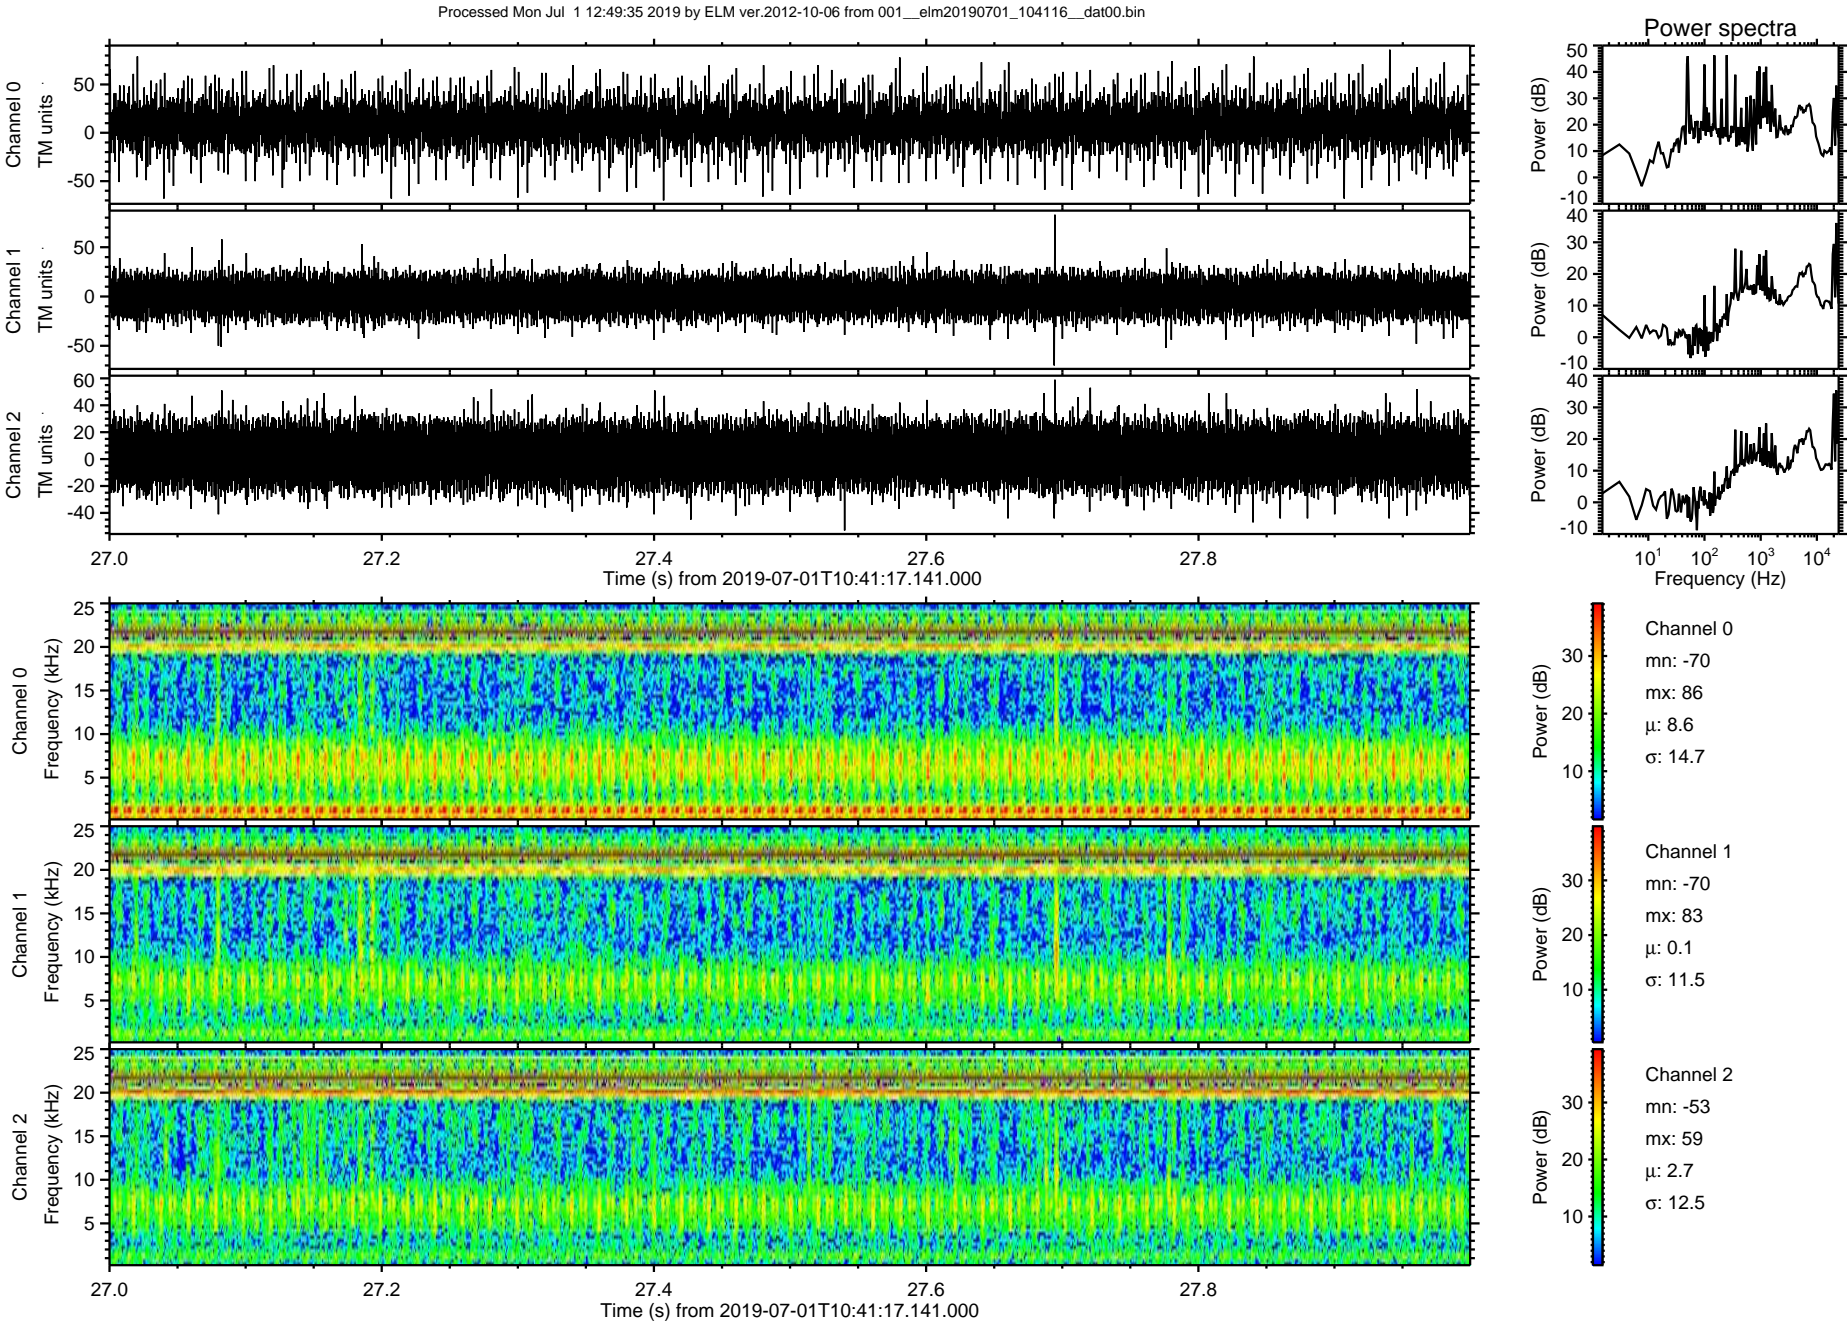 Processed Mon Jul  1 12:49:35 2019 by ELM ver.2012-10-06 from 001__elm20190701_104116__dat00.bin
Power spectra
Channel 0
TM units
50
0
-50
Power (dB)
50
40
30
20
10
0
-10
Channel 1
TM units
50
0
-50
Power (dB)
40
30
20
10
0
-10
Channel 2
TM units
60
40
20
0
-20
-40
Power (dB)
40
30
20
10
0
-10
27.0 27.2 27.4 27.6 27.8
Time (s) from 2019-07-01T10:41:17.141.000
10^1 10^2 10^3 10^4
Frequency (Hz)
Channel 0
Frequency (kHz)
25
20
15
10
5
Power (dB)
30
20
10
Channel 0
mn: -70
mx: 86
μ: 8.6
σ: 14.7
Channel 1
Frequency (kHz)
25
20
15
10
5
Power (dB)
30
20
10
Channel 1
mn: -70
mx: 83
μ: 0.1
σ: 11.5
Channel 2
Frequency (kHz)
25
20
15
10
5
Power (dB)
30
20
10
Channel 2
mn: -53
mx: 59
μ: 2.7
σ: 12.5
27.0 27.2 27.4 27.6 27.8
Time (s) from 2019-07-01T10:41:17.141.000